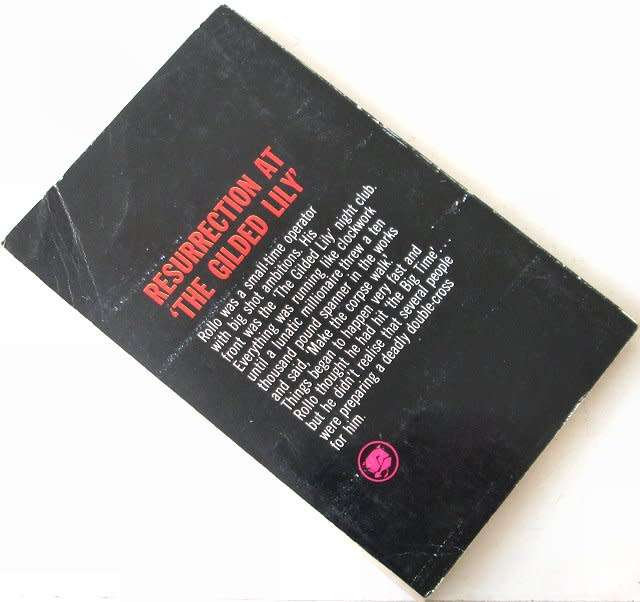 RESURRECTION AT
'THE GILDED LILY'
Rollo was a small-time operator
with big shot ambitions. His
front was the 'The Gilded Lily' night club.
Everything was running like clockwork
until a lunatic millionaire threw a ten
thousand pound spanner in the works
and said, 'Make the corpse walk.'
Things began to happen very fast and
Rollo thought he had hit 'the Big Time' . . .
but he didn't realise that several people
were preparing a deadly double-cross
for him.